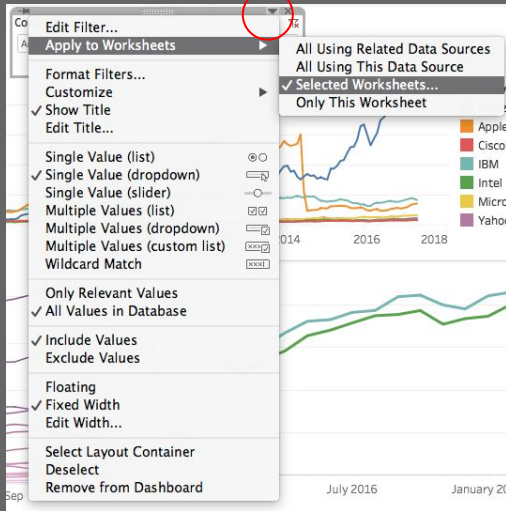 Co
Edit Filter...
Apply to Worksheets
All Using Related Data Sources
All Using This Data Source
Selected Worksheets...
Only This Worksheet
Format Filters...
Customize
Show Title
Edit Title...
Single Value (list)
Single Value (dropdown)
Single Value (slider)
Multiple Values (list)
Multiple Values (dropdown)
Multiple Values (custom list)
Wildcard Match
Only Relevant Values
All Values in Database
Include Values
Exclude Values
Floating
Fixed Width
Edit Width...
Select Layout Container
Deselect
Remove from Dashboard
Apple
Cisco
IBM
Intel
Micro
Yahoo
2014 2016 2018
Sep July 2016 January 20